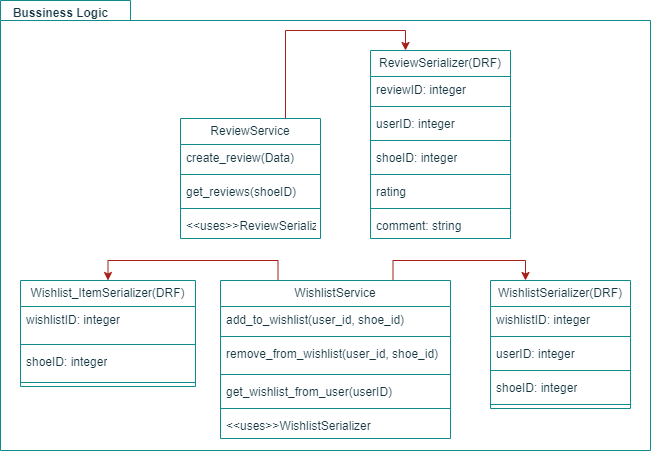 Bussiness Logic
ReviewSerializer(DRF)
reviewID: integer
userID: integer
shoeID: integer
rating
comment: string
ReviewService
create_review(Data)
get_reviews(shoeID)
<<uses>>ReviewSerializ
Wishlist_ItemSerializer(DRF)
wishlistID: integer
shoeID: integer
WishlistService
add_to_wishlist(user_id, shoe_id)
remove_from_wishlist(user_id, shoe_id)
get_wishlist_from_user(userID)
<<uses>>WishlistSerializer
WishlistSerializer(DRF)
wishlistID: integer
userID: integer
shoeID: integer